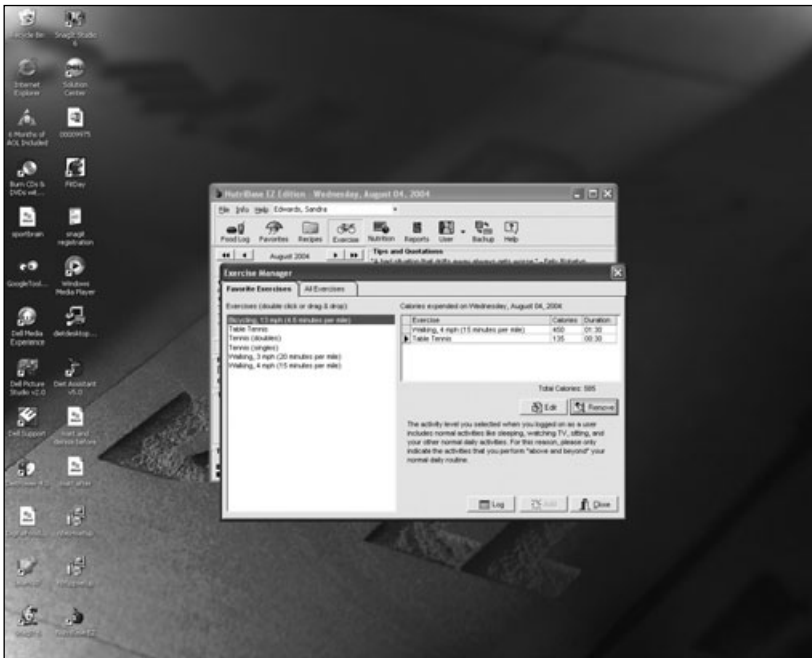 Recycle Bin
SnagIt Studio
6
Internet
Explorer
Solution
Center
6 Months of
AOL Included
00009975
Burn CDs &
DVDs wit...
FitDay
sportbrain
snagit
registration
GoogleTool...
Windows
Media Player
Dell Media
Experience
dietdesktop...
Dell Picture
Studio v2.0
Diet Assistant
v5.0
Dell Support
SnagIt 6
NutriBase EZ
NutriBase EZ Edition - Wednesday, August 04, 2004
File Info Help Edwards, Sandra
Food Log Favorites Recipes Exercise Nutrition Reports User Backup Help
August 2004
Tips and Quotations
Exercise Manager
Favorite Exercises All Exercises
Exercises (double click or drag & drop)
Bicycling, 13 mph (4.6 minutes per mile)
Table Tennis
Tennis (doubles)
Tennis (singles)
Walking, 3 mph (20 minutes per mile)
Walking, 4 mph (15 minutes per mile)
Calories expended on Wednesday, August 04, 2004:
Exercise Calories Duration
Walking, 4 mph (15 minutes per mile) 450 01:30
Table Tennis 135 00:30
Total Calories: 585
Edit Remove
The activity level you selected when you logged on as a user
includes normal activities like sleeping, watching TV, sitting, and
your other normal daily activities. For this reason, please only
indicate the activities that you perform "above and beyond" your
normal daily routine.
Log Add Close